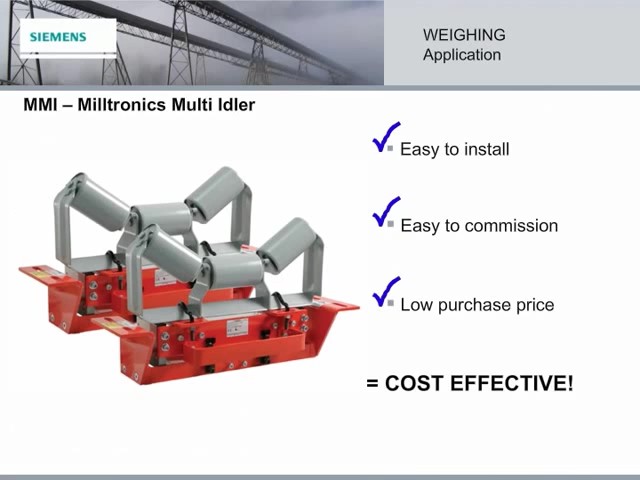 SIEMENS
WEIGHING
Application
MMI – Milltronics Multi Idler
Easy to install
Easy to commission
Low purchase price
= COST EFFECTIVE!